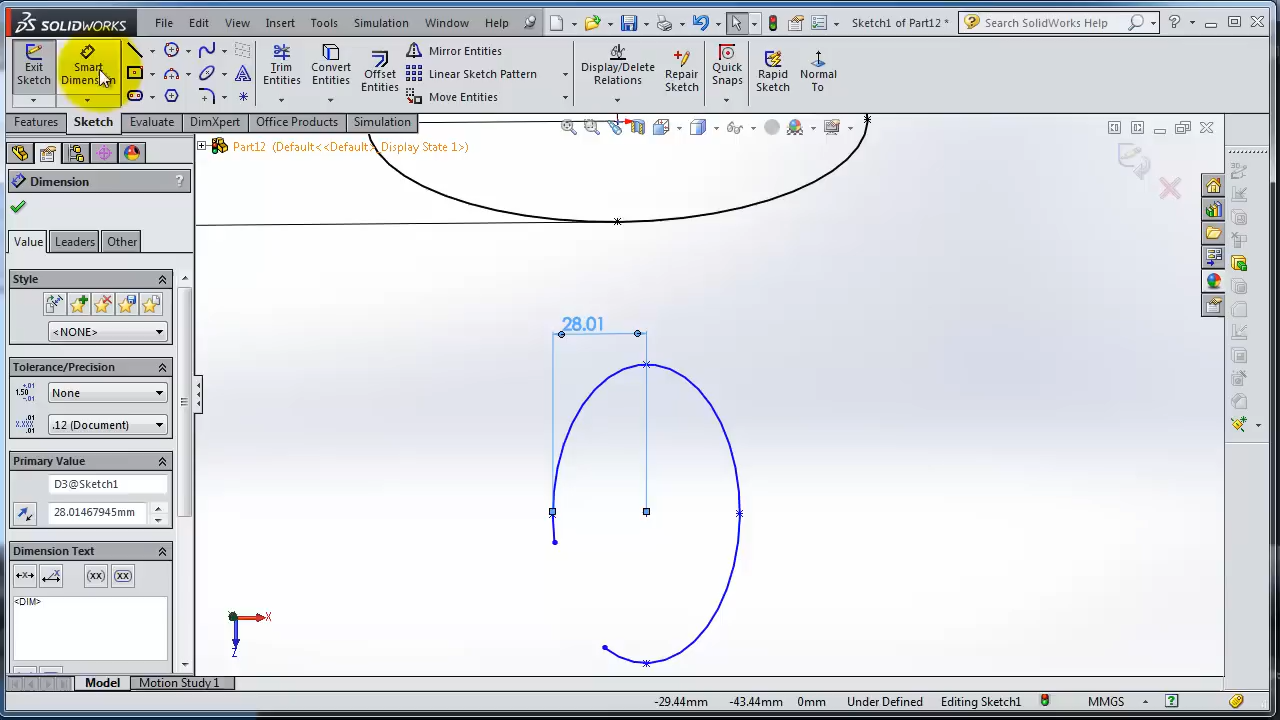 SOLIDWORKS File Edit View Insert Tools Simulation Window Help Sketch1 of Part12 * Search SolidWorks Help
Exit Sketch
Smart Dimension
Trim Entities
Convert Entities
Offset Entities
Mirror Entities
Linear Sketch Pattern
Move Entities
Display/Delete Relations
Repair Sketch
Quick Snaps
Rapid Sketch
Normal To
Features Sketch Evaluate DimXpert Office Products Simulation
Part12 (Default<<Default>_Display State 1>)
Dimension ?
Value Leaders Other
Style
<NONE>
Tolerance/Precision
None
.12 (Document)
Primary Value
D3@Sketch1
28.01467945mm
Dimension Text
(xx) (xx)
<DIM>
28.01
X
Z
Model Motion Study 1
-29.44mm -43.44mm 0mm Under Defined Editing Sketch1 MMGS